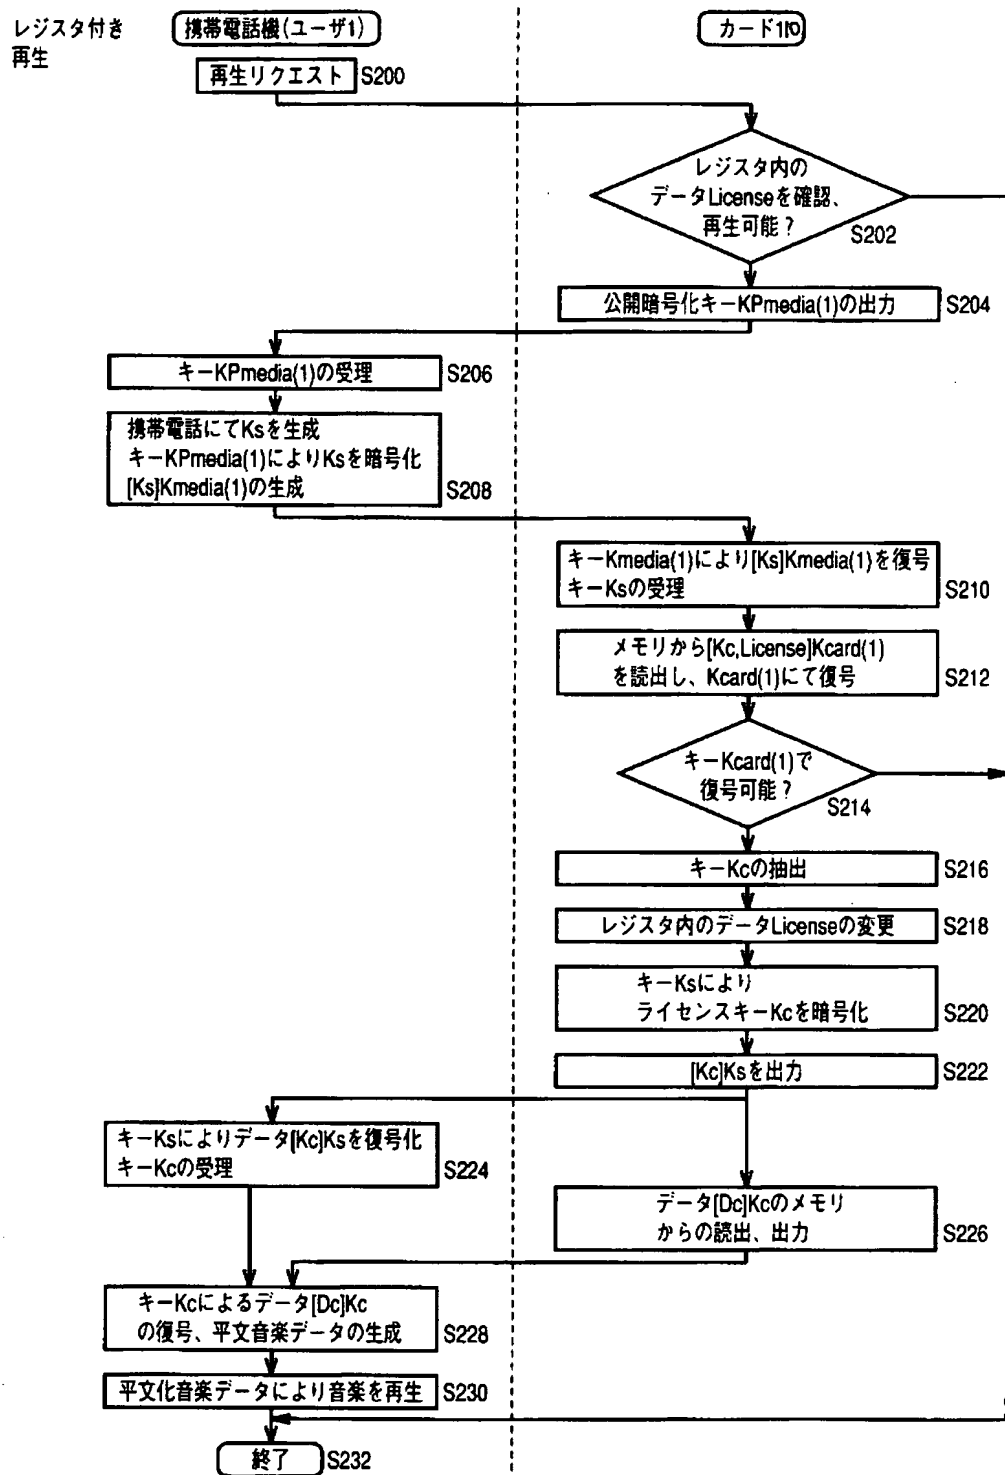 レジスタ付き
再生
携帯電話機(ユーザ1)
カード110
再生リクエスト
S200
レジスタ内の
データLicenseを確認、
再生可能？
S202
公開暗号化キーKPmedia(1)の出力
S204
キーKPmedia(1)の受理
S206
携帯電話にてKsを生成
キーKPmedia(1)によりKsを暗号化
[Ks]Kmedia(1)の生成
S208
キーKmedia(1)により[Ks]Kmedia(1)を復号
キーKsの受理
S210
メモリから[Kc,License]Kcard(1)
を読出し、Kcard(1)にて復号
S212
キーKcard(1)で
復号可能？
S214
キーKcの抽出
S216
レジスタ内のデータLicenseの変更
S218
キーKsにより
ライセンスキーKcを暗号化
S220
[Kc]Ksを出力
S222
キーKsによりデータ[Kc]Ksを復号化
キーKcの受理
S224
データ[Dc]Kcのメモリ
からの読出、出力
S226
キーKcによるデータ[Dc]Kc
の復号、平文音楽データの生成
S228
平文化音楽データにより音楽を再生
S230
終了
S232